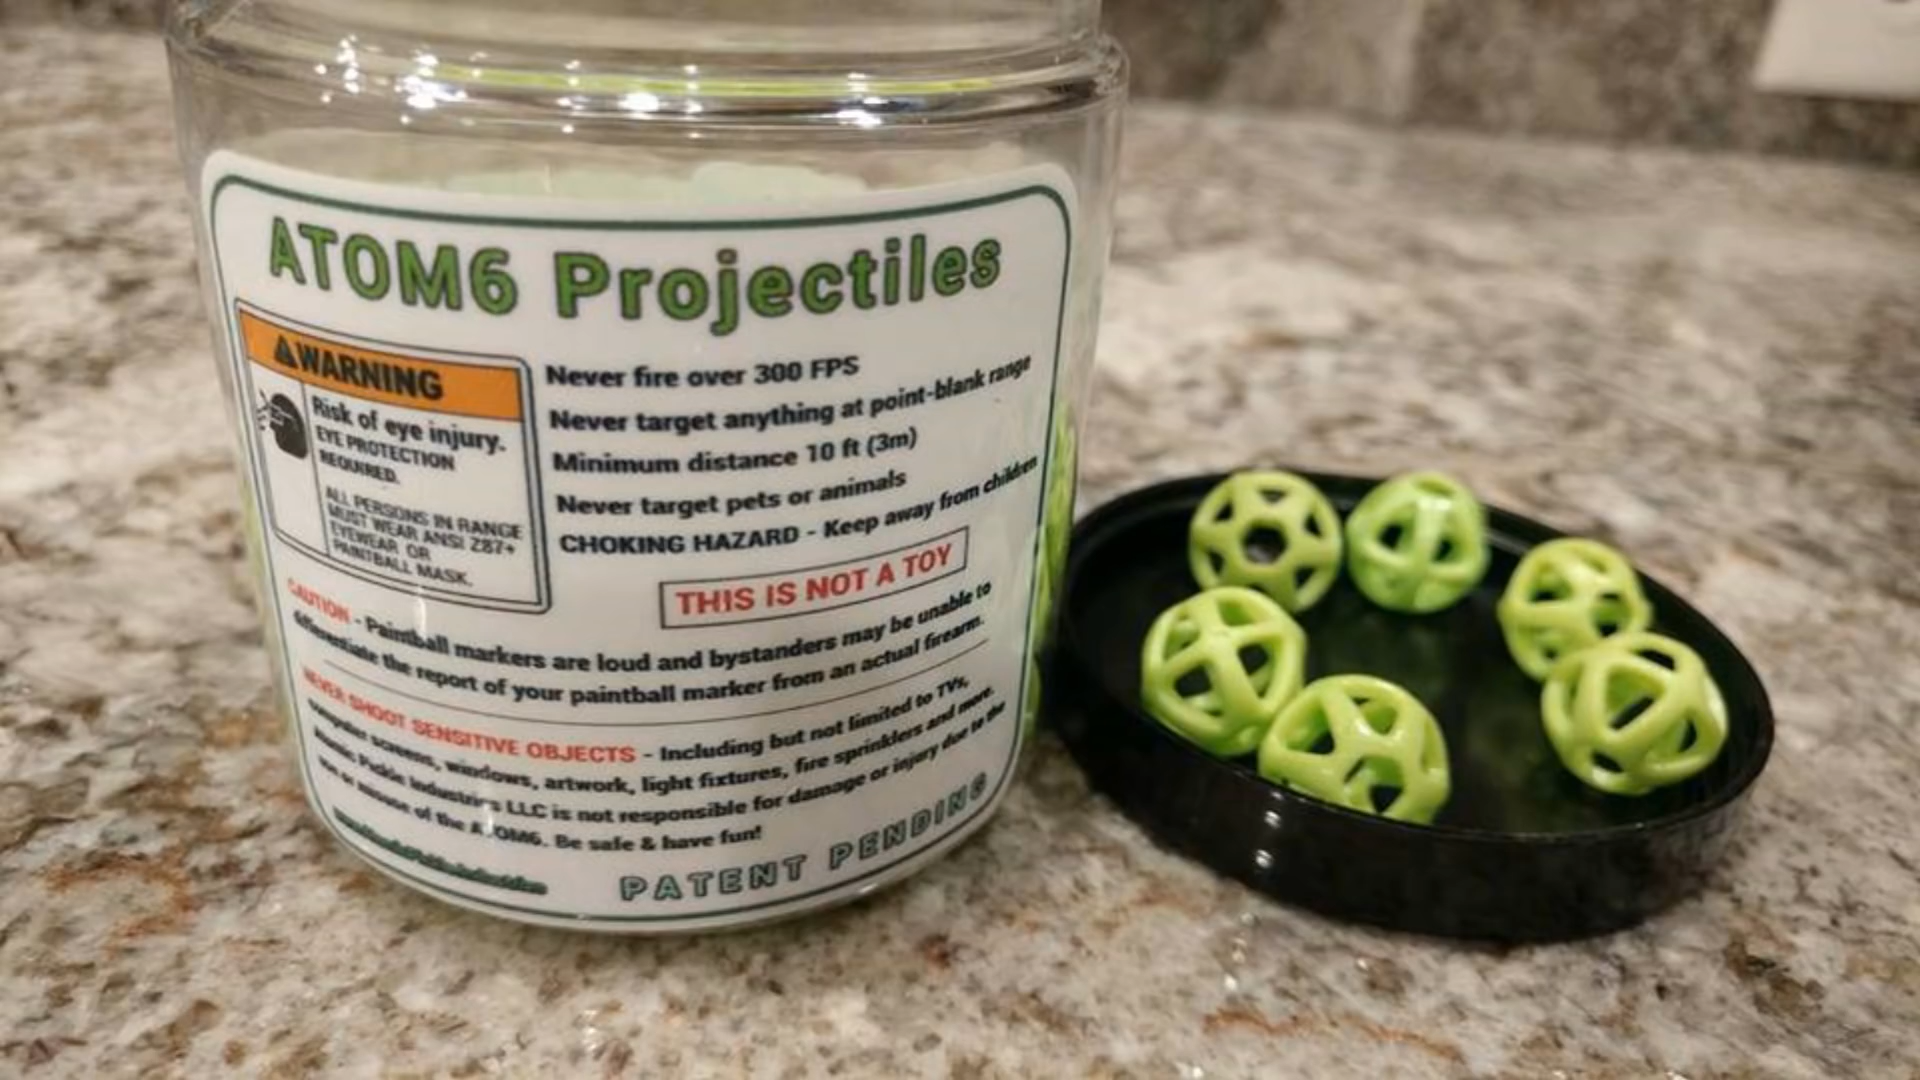 ATOM6 Projectiles
WARNING
Risk of eye injury.
EYE PROTECTION
REQUIRED.
ALL PERSONS IN RANGE
MUST WEAR ANSI Z87+
EYEWEAR OR
PAINTBALL MASK.
Never fire over 300 FPS
Never target anything at point-blank range
Minimum distance 10 ft (3m)
Never target pets or animals
CHOKING HAZARD - Keep away from children
THIS IS NOT A TOY
CAUTION - Paintball markers are loud and bystanders may be unable to
differentiate the report of your paintball marker from an actual firearm.
NEVER SHOOT SENSITIVE OBJECTS - Including but not limited to TVs,
computer screens, windows, artwork, light fixtures, fire sprinklers and more.
Pickle Industries LLC is not responsible for damage or injury due to the
use or misuse of the ATOM6. Be safe & have fun!
PATENT PENDING